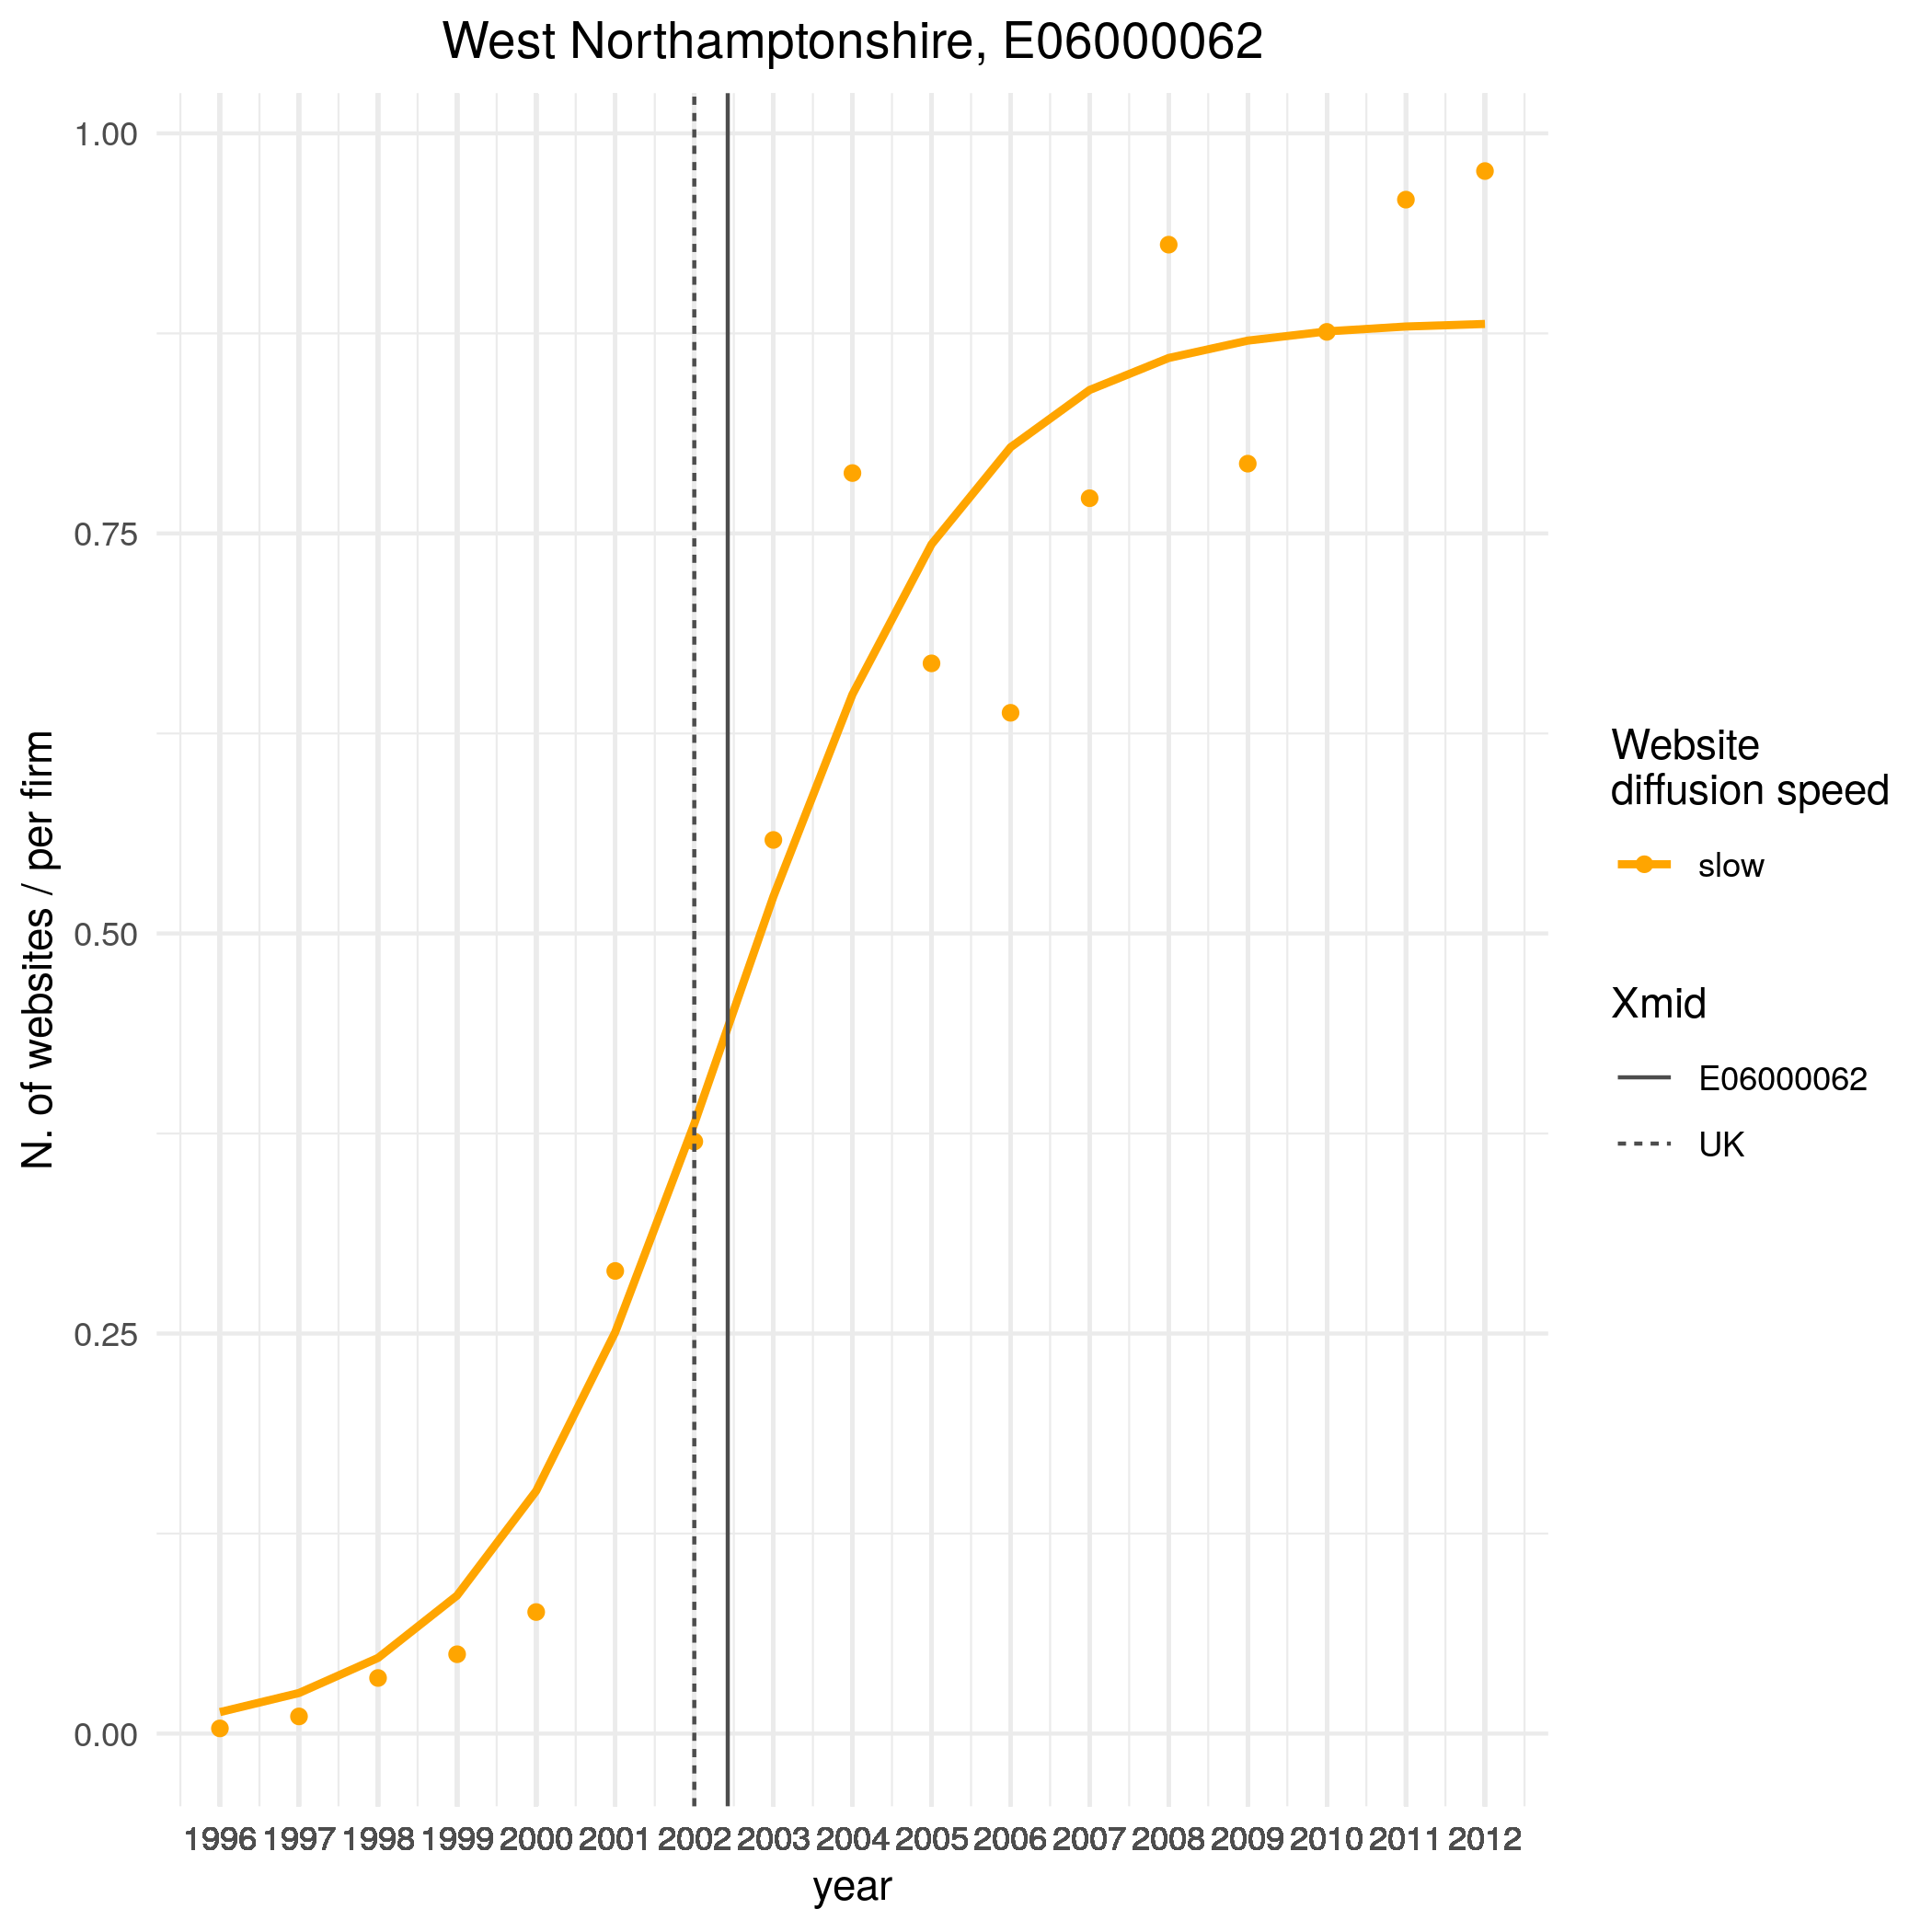 West Northamptonshire, E06000062
1.00
0.75
0.50
0.25
0.00
N. of websites / per firm
1996 1997 1998 1999 2000 2001 2002 2003 2004 2005 2006 2007 2008 2009 2010 2011 2012
year
Website
diffusion speed
slow
Xmid
E06000062
UK